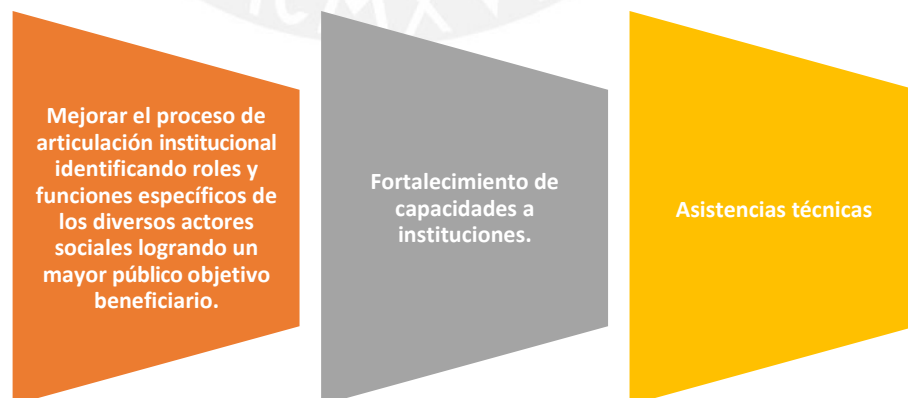 Mejorar el proceso de
articulación institucional
identificando roles y
funciones específicos de
los diversos actores
sociales logrando un
mayor público objetivo
beneficiario.
Fortalecimiento de
capacidades a
instituciones.
Asistencias técnicas